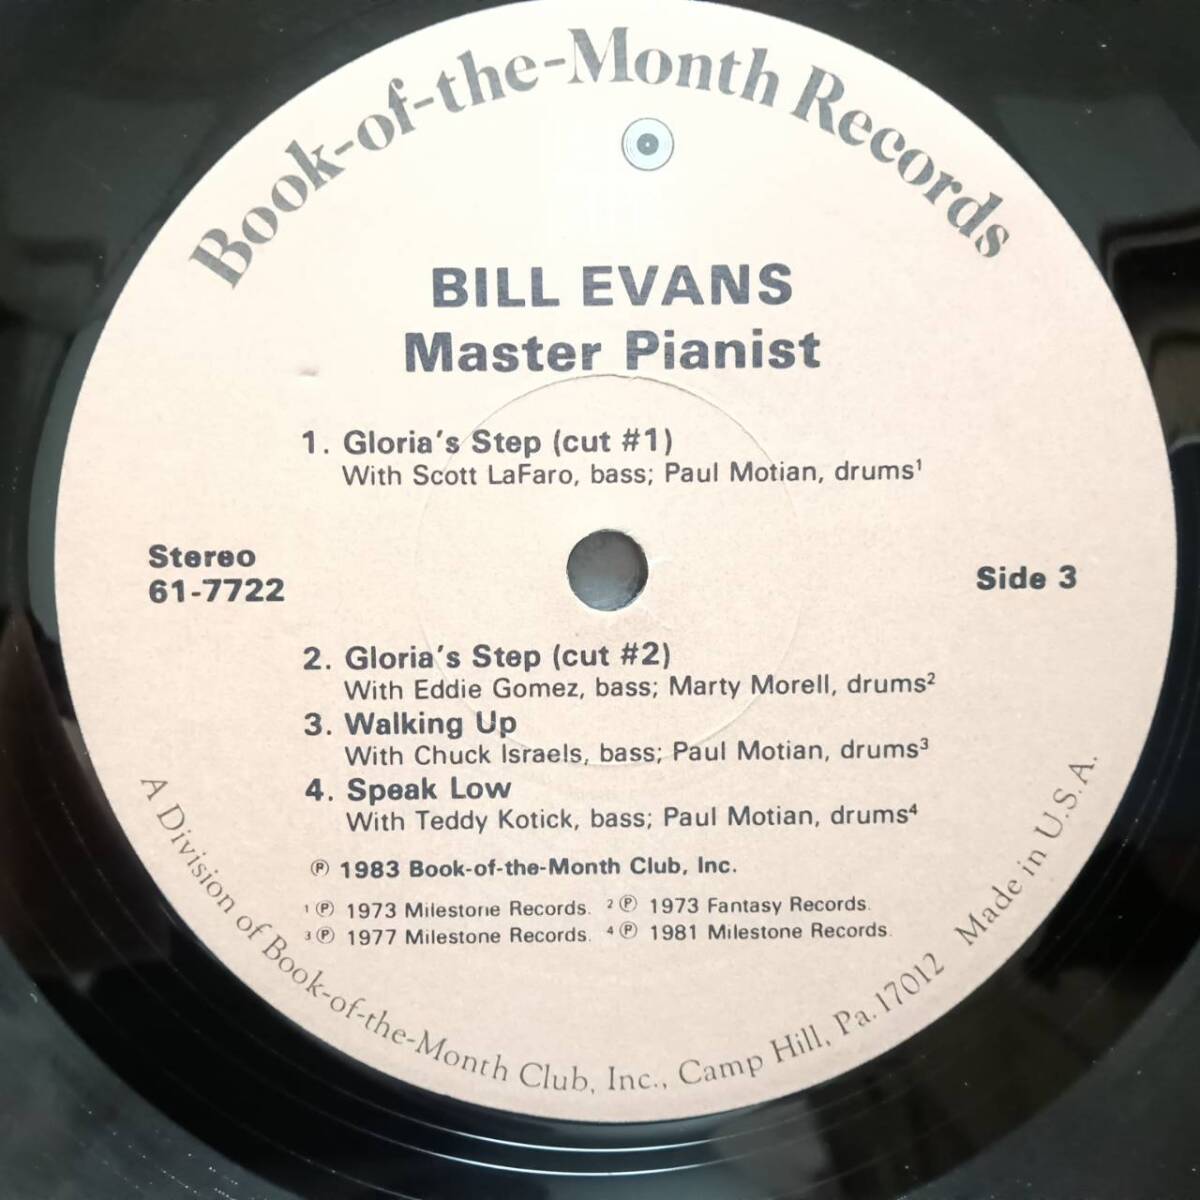 Book-of-the-Month Records
BILL EVANS
Master Pianist
1. Gloria's Step (cut #1)
With Scott LaFaro, bass; Paul Motian, drums¹
Stereo
61-7722
Side 3
2. Gloria's Step (cut #2)
With Eddie Gomez, bass; Marty Morell, drums²
3. Walking Up
With Chuck Israels, bass; Paul Motian, drums³
4. Speak Low
With Teddy Kotick, bass; Paul Motian, drums⁴
℗ 1983 Book-of-the-Month Club, Inc.
¹ ℗ 1973 Milestone Records. ² ℗ 1973 Fantasy Records.
³ ℗ 1977 Milestone Records. ⁴ ℗ 1981 Milestone Records.
A Division of Book-of-the-Month Club, Inc., Camp Hill, Pa. 17012 Made in U.S.A.